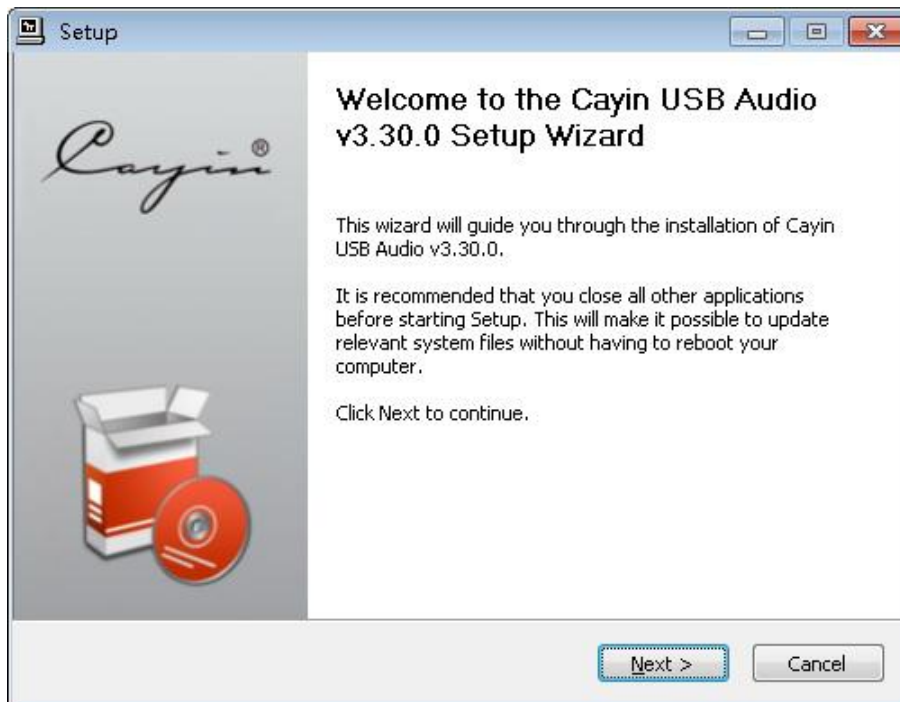 Setup
Cayin®
Welcome to the Cayin USB Audio
v3.30.0 Setup Wizard
This wizard will guide you through the installation of Cayin
USB Audio v3.30.0.
It is recommended that you close all other applications
before starting Setup. This will make it possible to update
relevant system files without having to reboot your
computer.
Click Next to continue.
Next >
Cancel